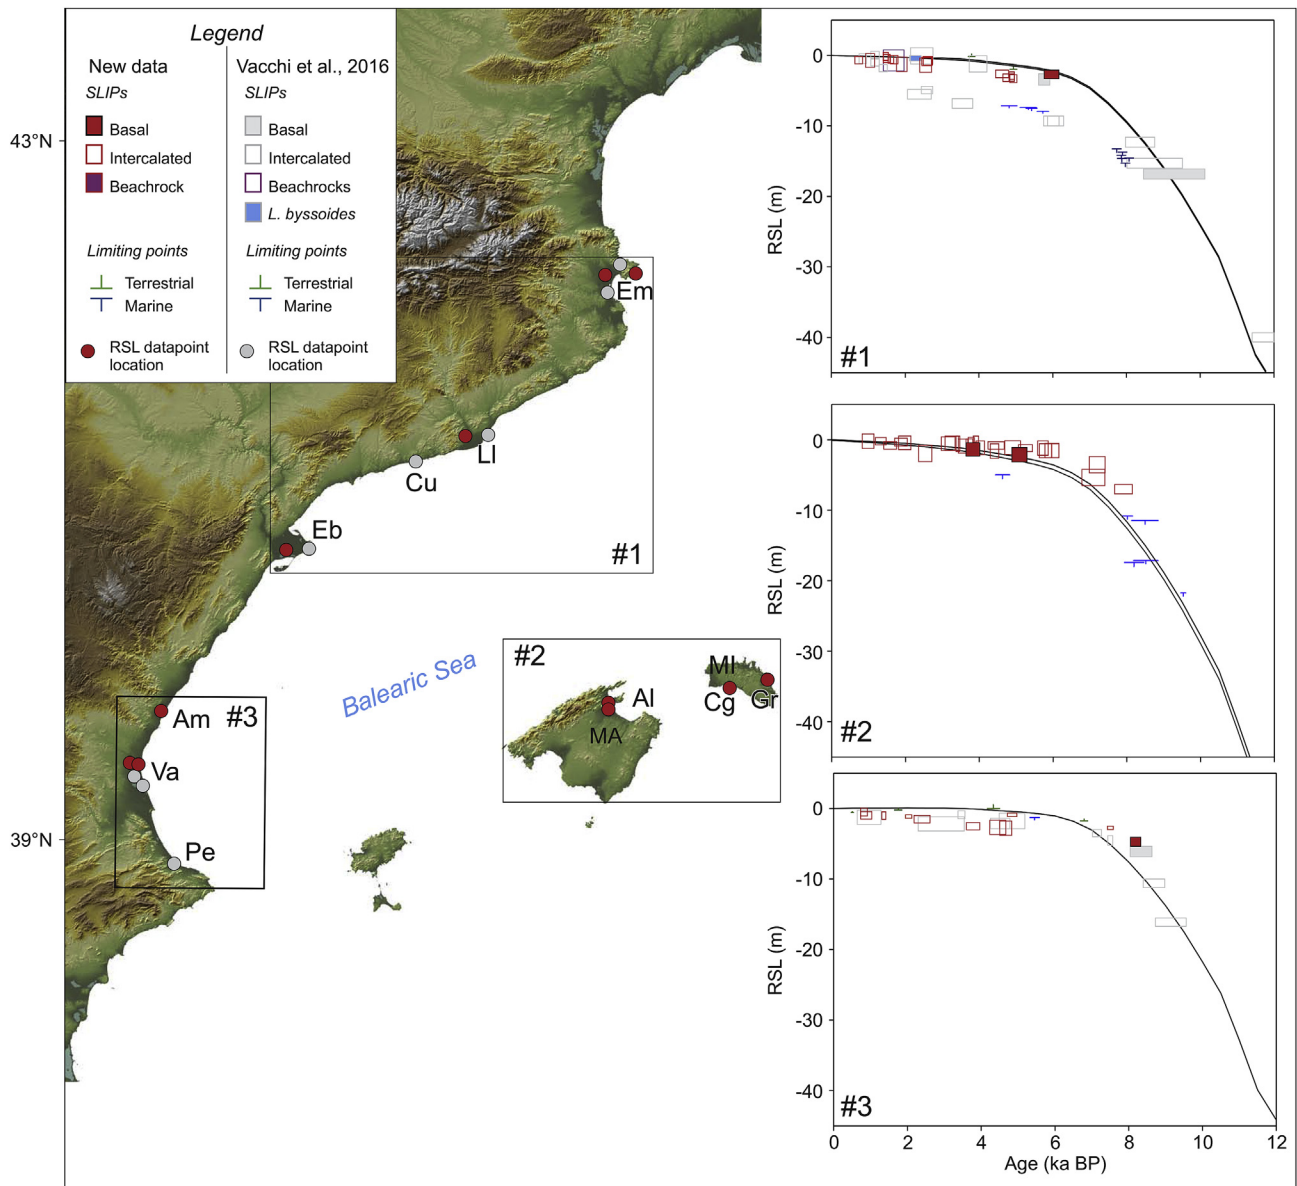 Legend
New data
SLIPs
Basal
Intercalated
Beachrock
Limiting points
Terrestrial
Marine
RSL datapoint
location
Vacchi et al., 2016
SLIPs
Basal
Intercalated
Beachrocks
L. byssoides
Limiting points
Terrestrial
Marine
RSL datapoint
location
43°N
39°N
Em
Ll
Cu
Eb
#1
Balearic Sea
#2
Al
MA
MI
Cg
Gr
#3
Am
Va
Pe
0
-10
-20
-30
-40
RSL (m)
#1
0
-10
-20
-30
-40
RSL (m)
#2
0
-10
-20
-30
-40
RSL (m)
#3
0 2 4 6 8 10 12
Age (ka BP)